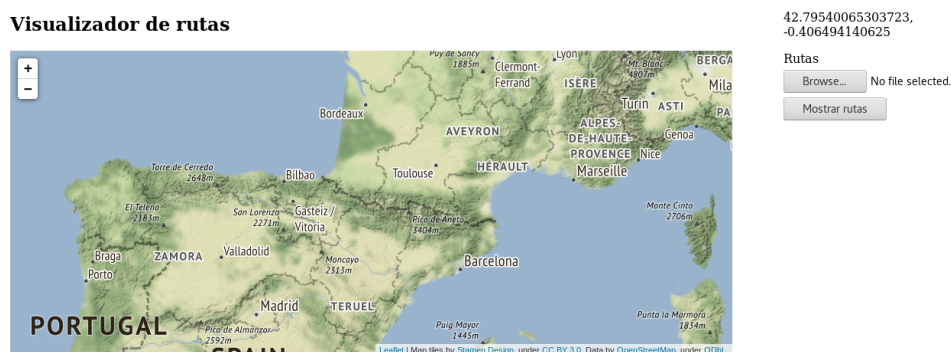 Visualizador de rutas
42.79540065303723,
-0.406494140625
Rutas
Browse... No file selected.
Mostrar rutas
+
−
Puy de Sancy
1885m
Clermont-
Ferrand
Lyon
ISÈRE
Mt. Blanc
4807m
BERGA
Mila
Turin
ASTI
PA
Bordeaux
AVEYRON
ALPES-
DE-HAUTE-
PROVENCE
Genoa
Nice
Marseille
HÉRAULT
Toulouse
Torre de Cerredo
2648m
Bilbao
El Teleno
2183m
San Lorenzo
2271m
Gasteiz /
Vitoria
Pico de Aneto
3404m
Monte Cinto
2706m
Braga
Porto
ZAMORA
Valladolid
Moncayo
2313m
Barcelona
Madrid
TERUEL
PORTUGAL
Pico de Almanzor
2592m
SPAIN
Puig Mayor
1445m
Punta la Marmora
1834m
Leaflet | Map tiles by Stamen Design, under CC BY 3.0. Data by OpenStreetMap, under ODbL.